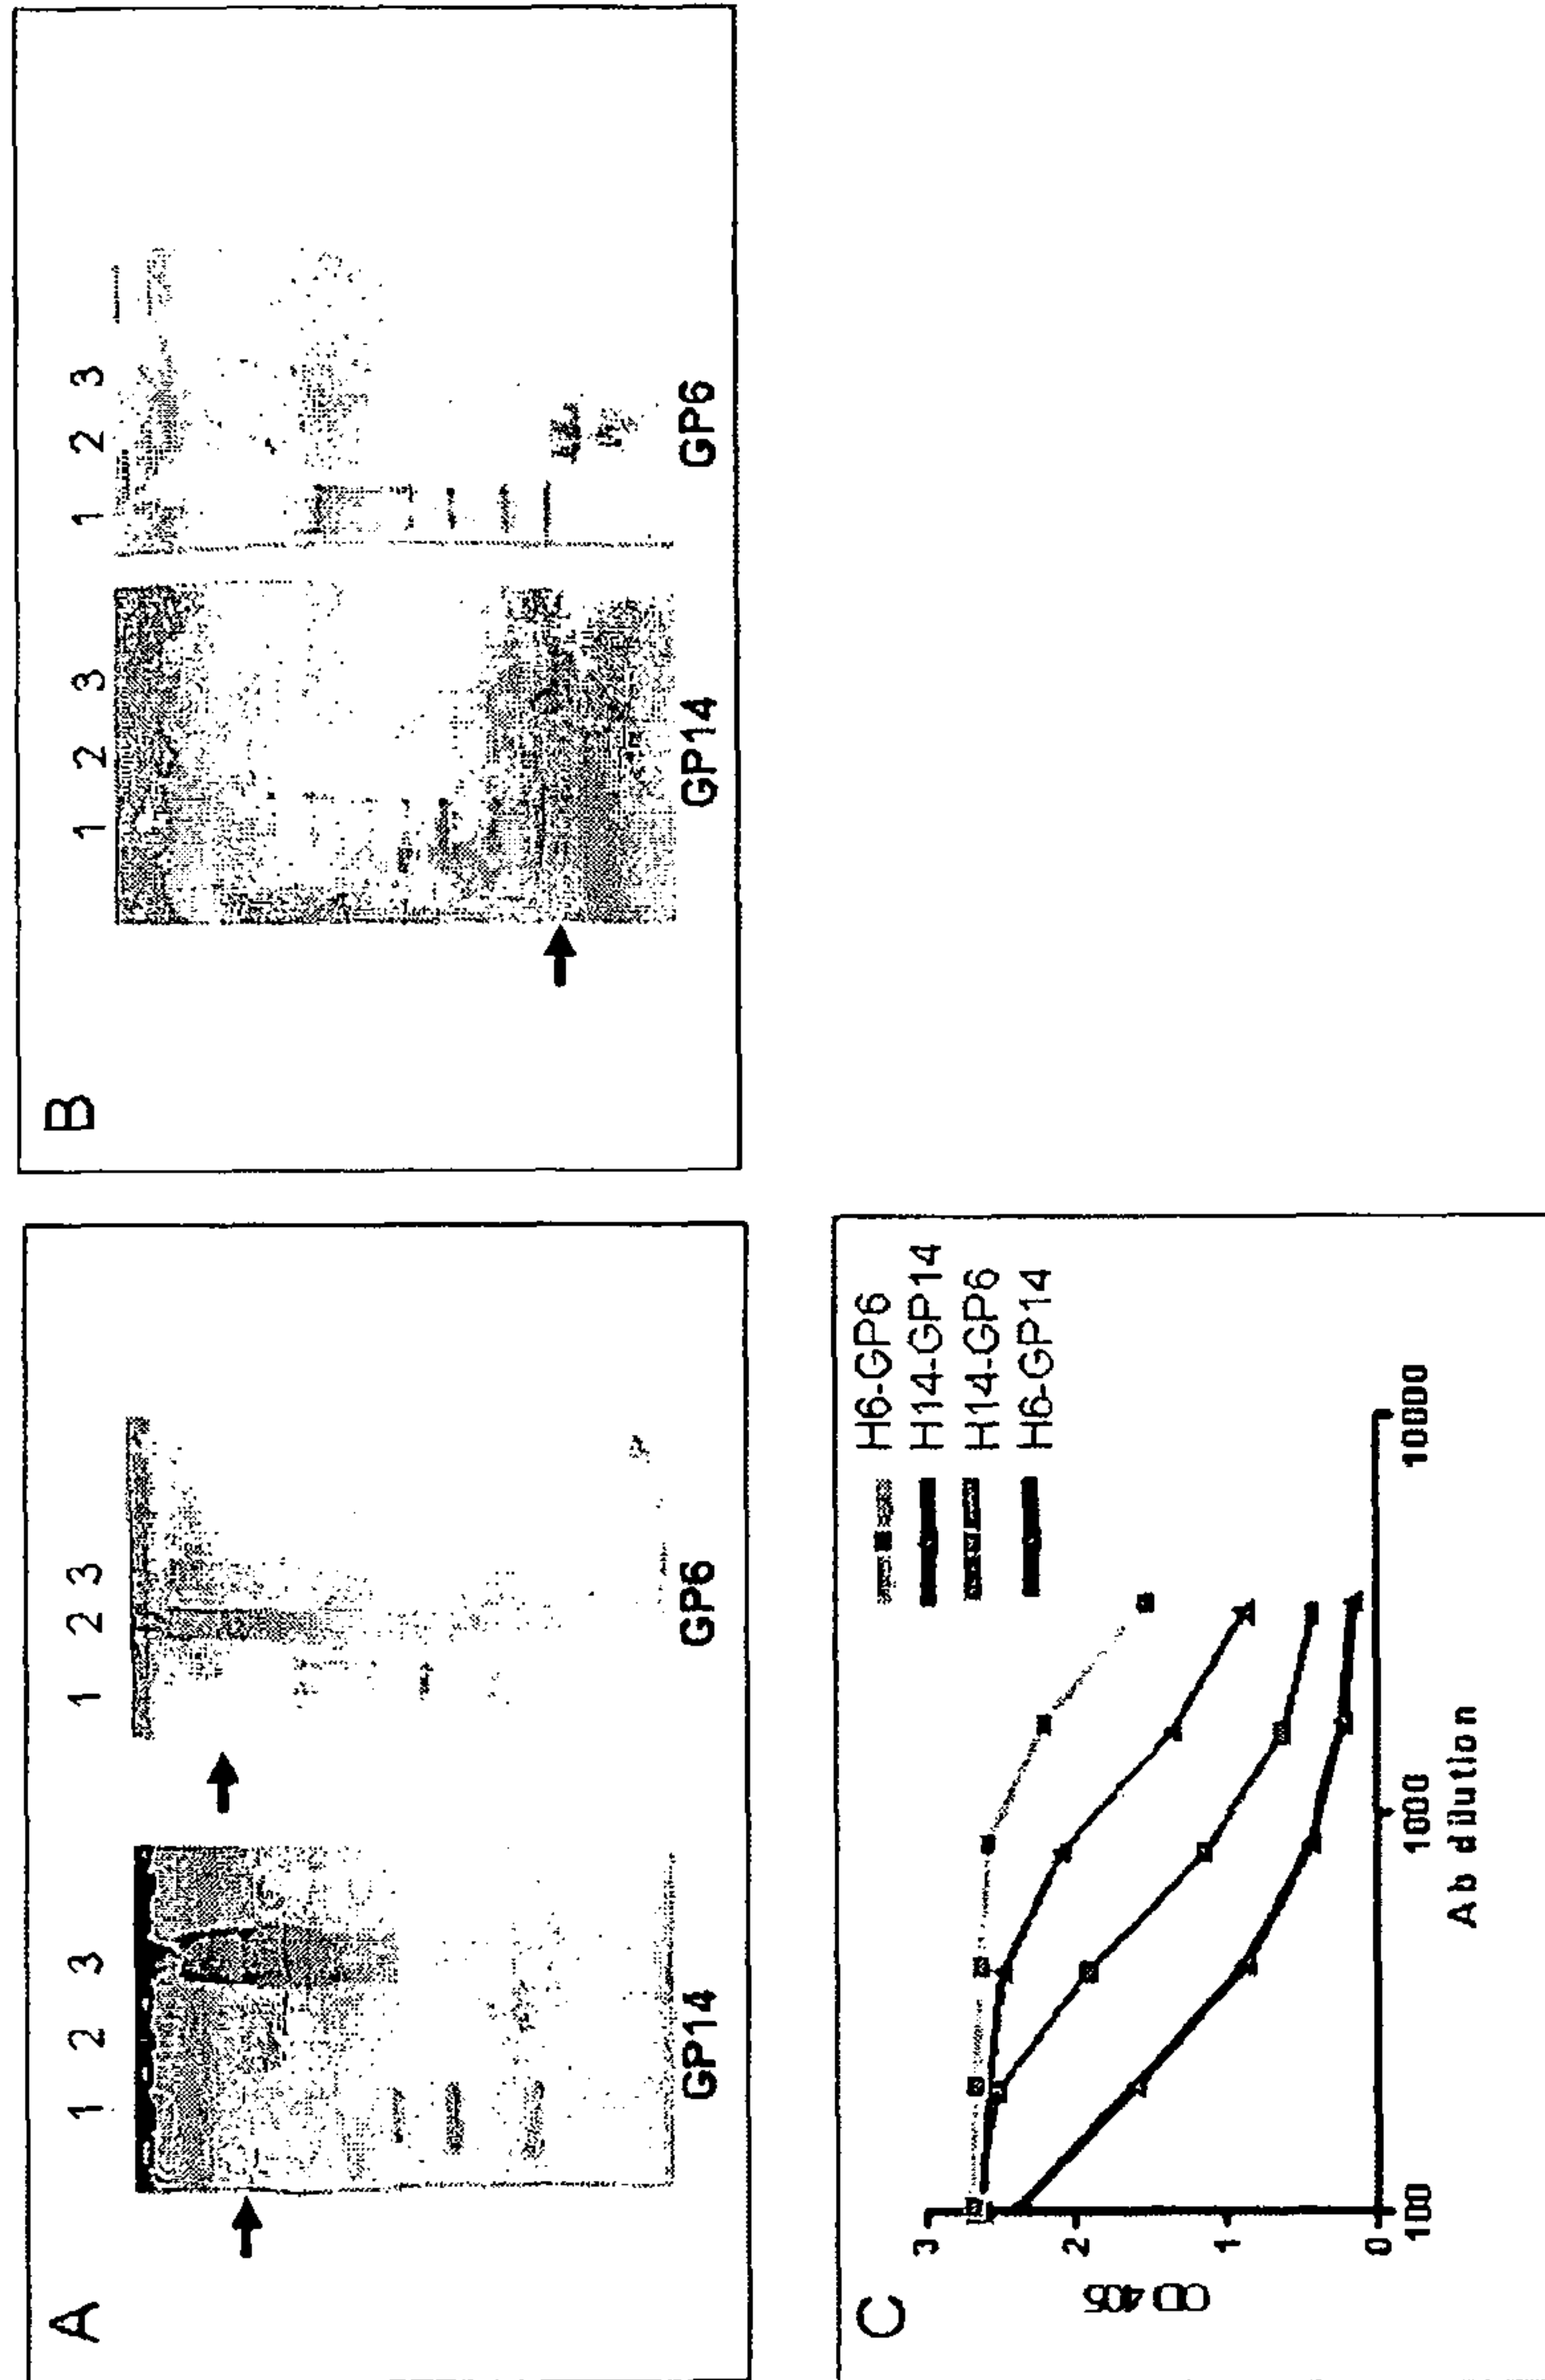 A
1 2 3
1 2 3
GP14
GP6
B
1 2 3
1 2 3
GP14
GP6
C
H6-GP6
H14-GP14
H14-GP6
H6-GP14
OD 405
3
2
1
0
100
1000
10000
Ab dilution